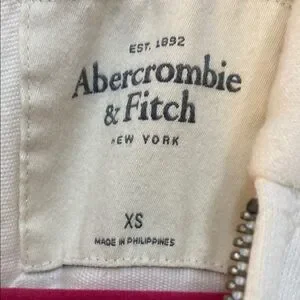 EST. 1892
Abercrombie
& Fitch
NEW YORK
XS
MADE IN PHILIPPINES